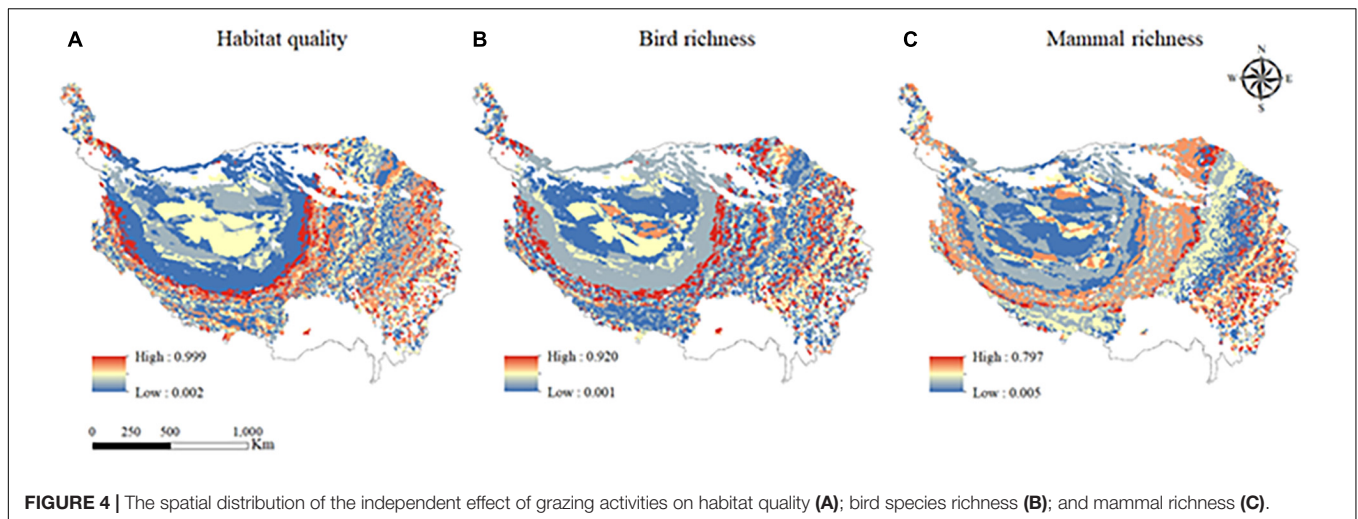 A Habitat quality
B Bird richness
C Mammal richness
N
W E
S
High : 0.999
Low : 0.002
High : 0.920
Low : 0.001
High : 0.797
Low : 0.005
0 250 500 1,000
Km
FIGURE 4 | The spatial distribution of the independent effect of grazing activities on habitat quality (A); bird species richness (B); and mammal richness (C).